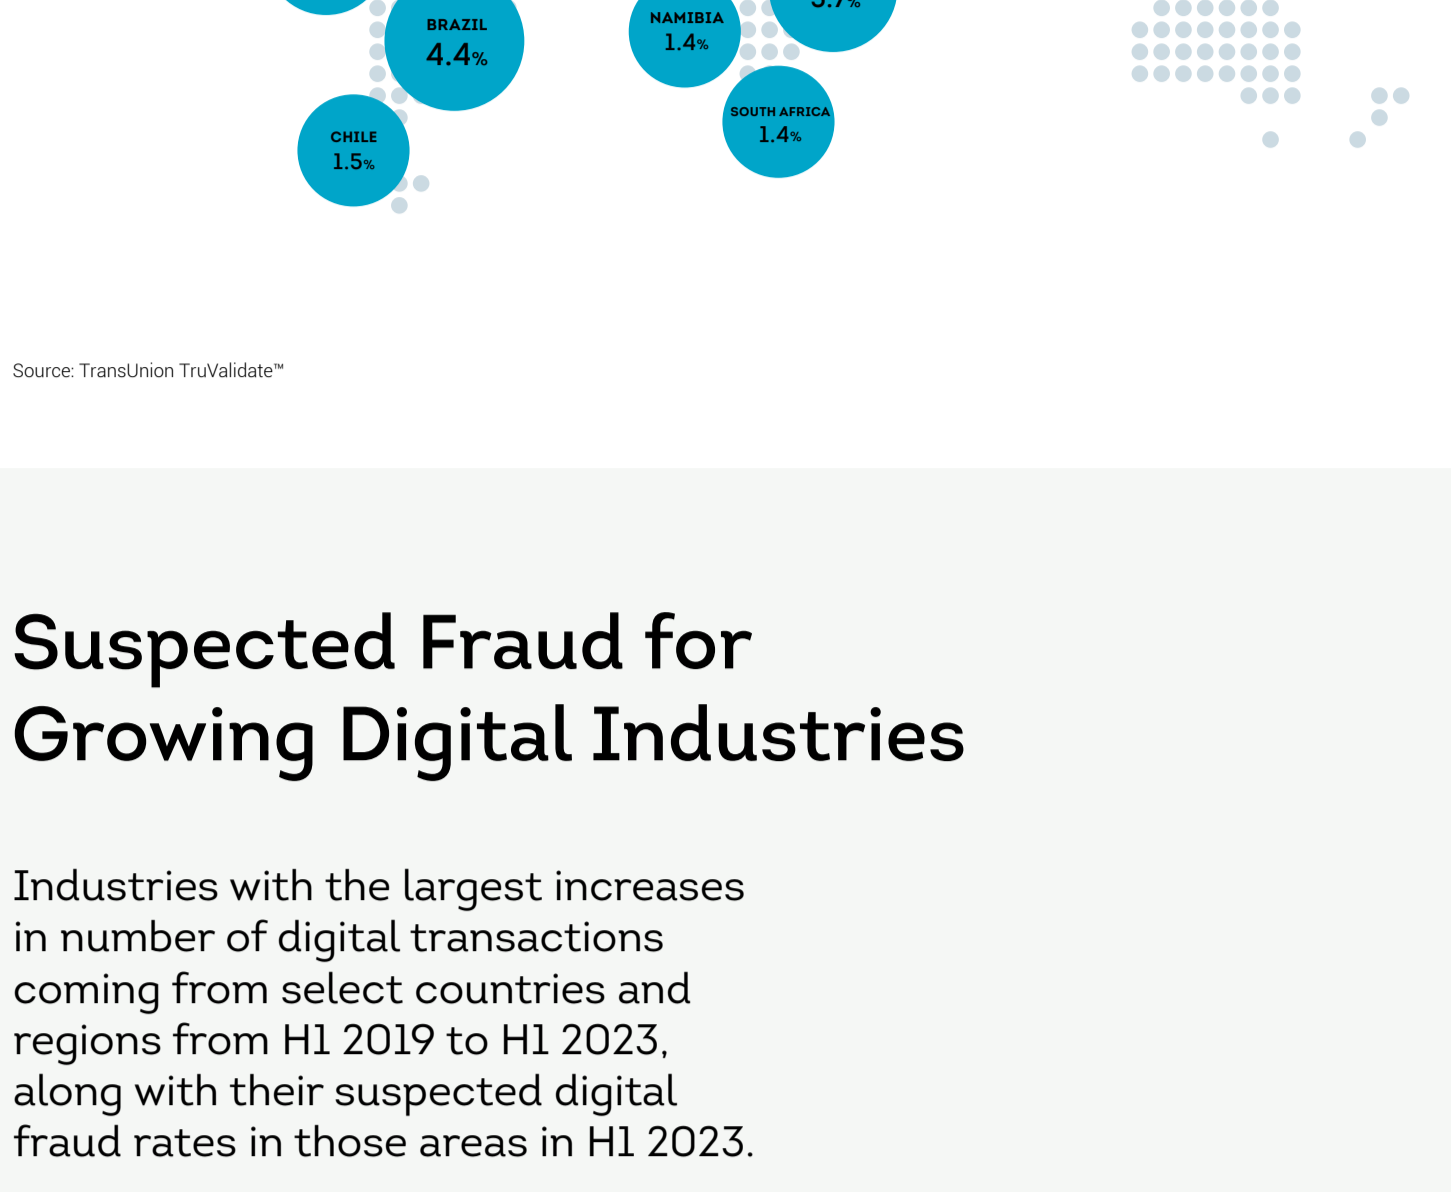 BRAZIL
4.4%
NAMIBIA
1.4%
SOUTH AFRICA
1.4%
CHILE
1.5%
Source: TransUnion TruValidate™
Suspected Fraud for
Growing Digital Industries
Industries with the largest increases
in number of digital transactions
coming from select countries and
regions from H1 2019 to H1 2023,
along with their suspected digital
fraud rates in those areas in H1 2023.